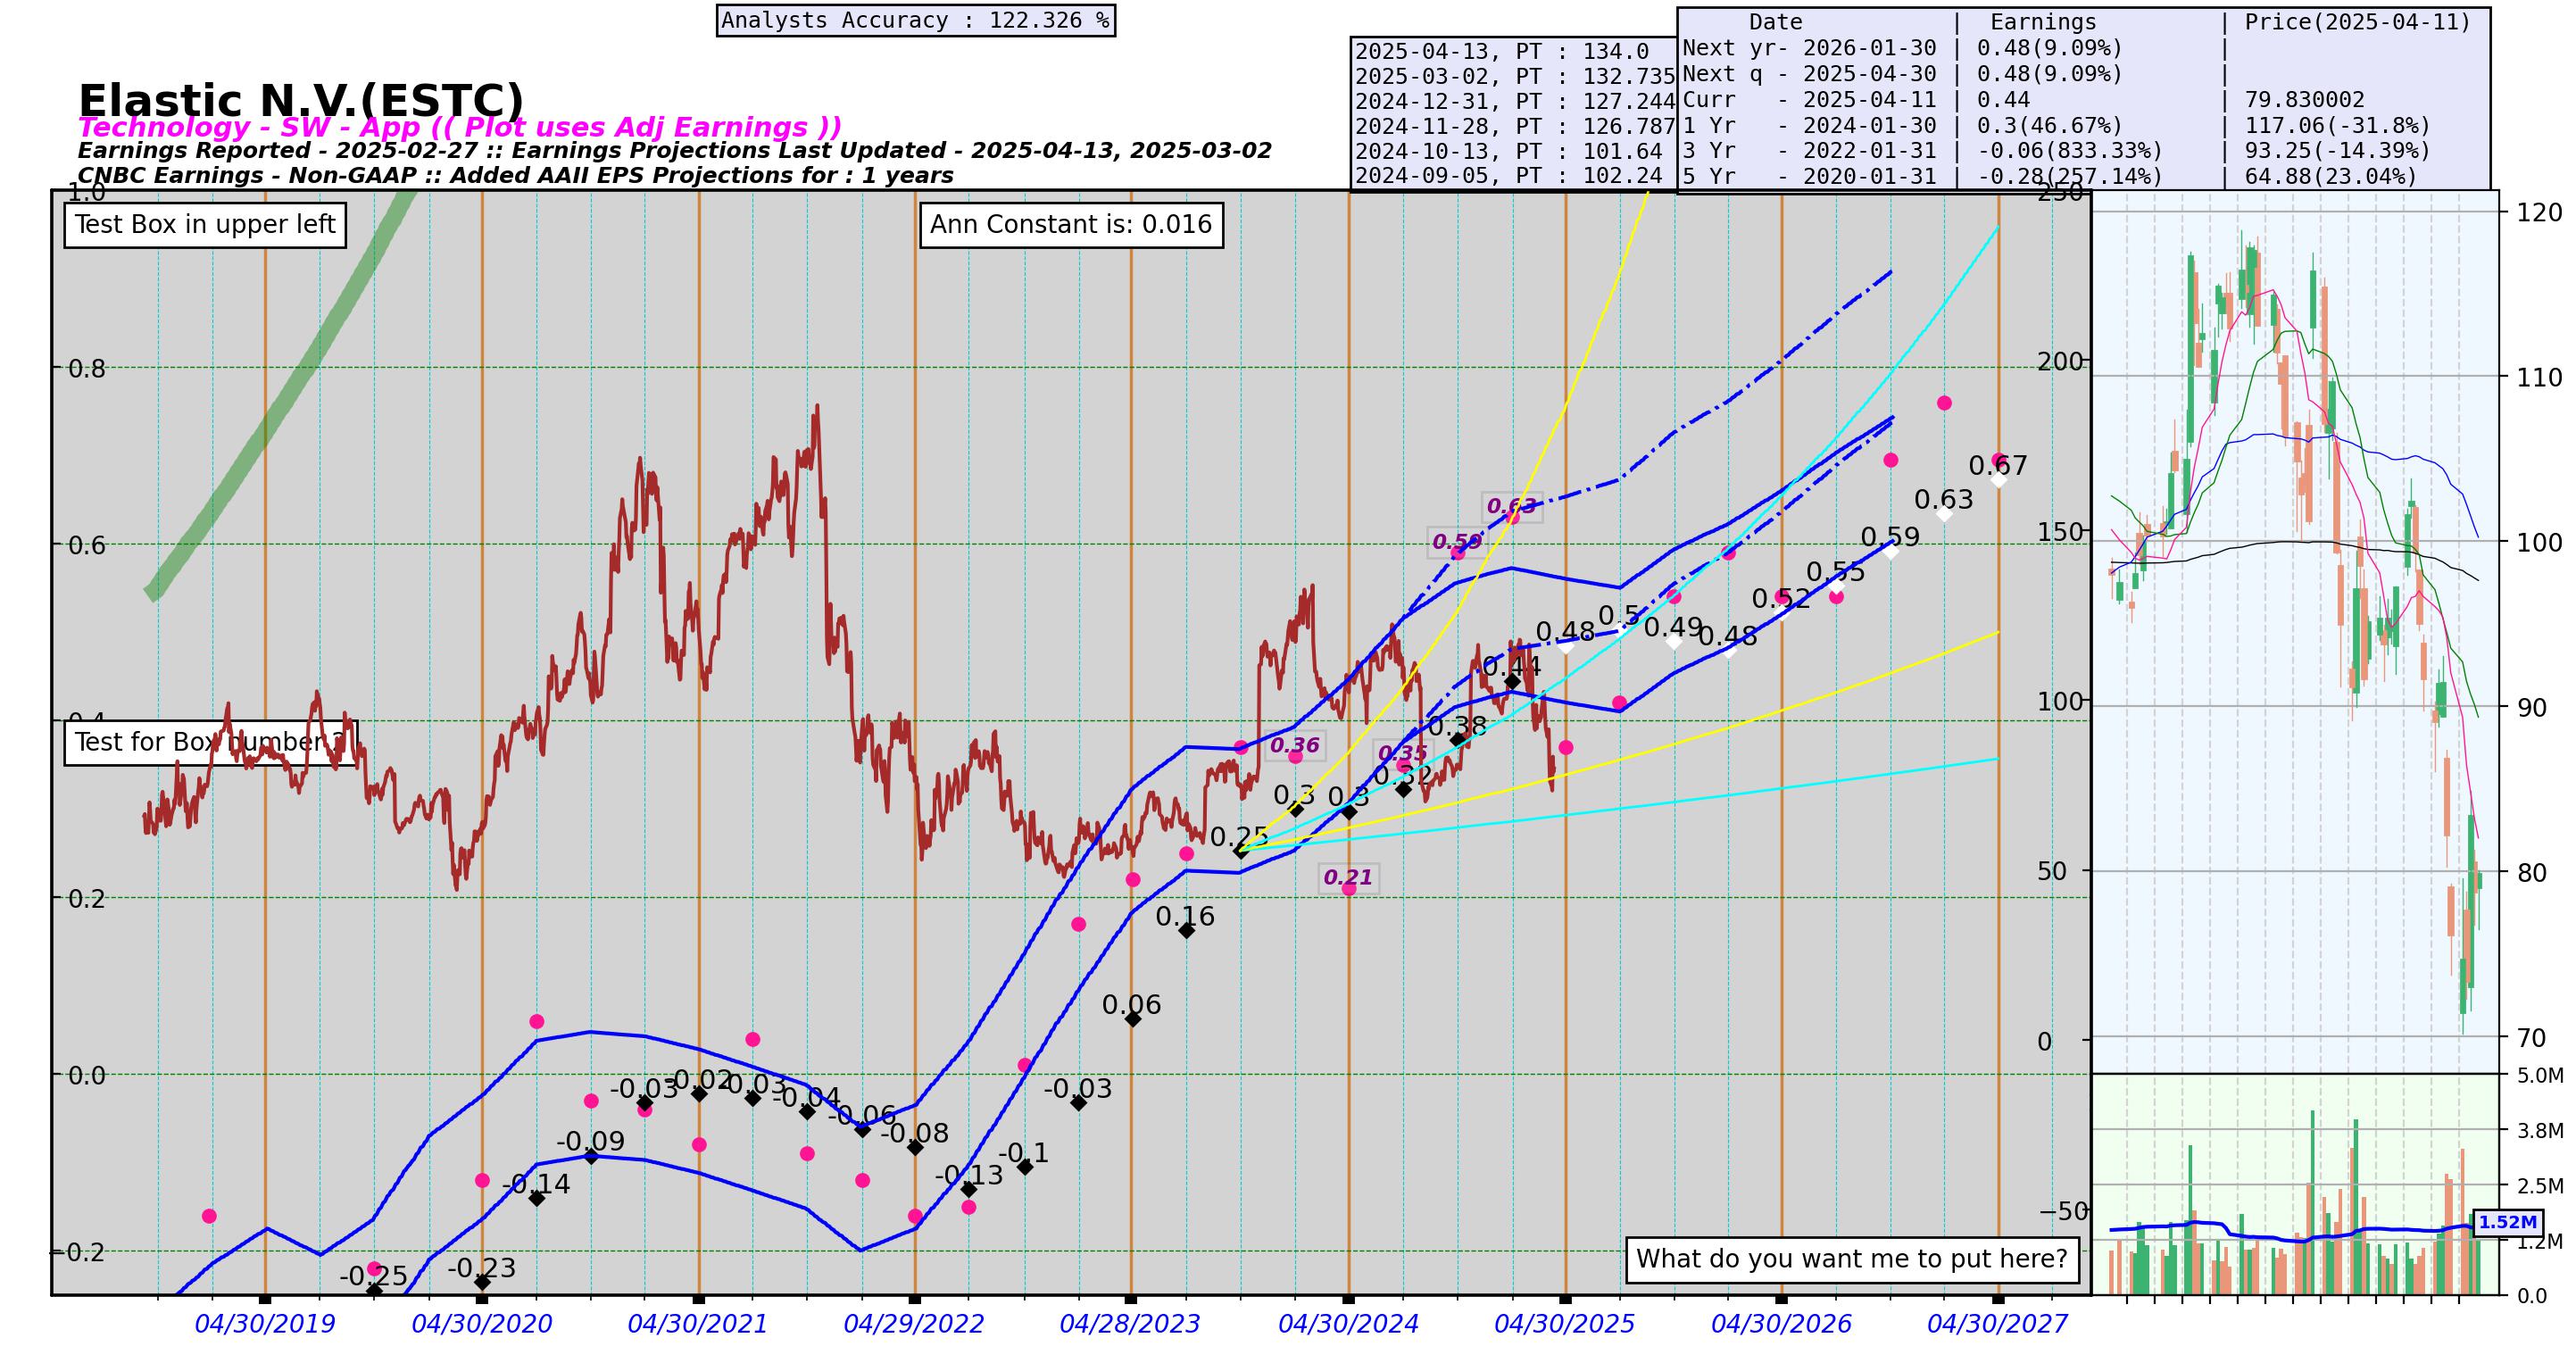 Analysts Accuracy : 122.326 %
Elastic N.V.(ESTC)
Technology - SW - App (( Plot uses Adj Earnings ))
Earnings Reported - 2025-02-27 :: Earnings Projections Last Updated - 2025-04-13, 2025-03-02
CNBC Earnings - Non-GAAP :: Added AAII EPS Projections for : 1 years
2025-04-13, PT : 134.0
2025-03-02, PT : 132.735
2024-12-31, PT : 127.244
2024-11-28, PT : 126.787
2024-10-13, PT : 101.64
2024-09-05, PT : 102.24
Date | Earnings | Price(2025-04-11)
Next yr- 2026-01-30 | 0.48(9.09%) |
Next q - 2025-04-30 | 0.48(9.09%) |
Curr - 2025-04-11 | 0.44 | 79.830002
1 Yr - 2024-01-30 | 0.3(46.67%) | 117.06(-31.8%)
3 Yr - 2022-01-31 | -0.06(833.33%) | 93.25(-14.39%)
5 Yr - 2020-01-31 | -0.28(257.14%) | 64.88(23.04%)
Test Box in upper left
Ann Constant is: 0.016
Test for Box number 2
What do you want me to put here?
1.0
0.8
0.6
0.4
0.2
0.0
−0.2
-0.25
-0.23
-0.14
-0.09
-0.03
-0.02
-0.03
-0.04
-0.06
-0.08
-0.13
-0.1
-0.03
0.06
0.16
0.25
0.3
0.3
0.32
0.38
0.44
0.48
0.5
0.49
0.48
0.52
0.55
0.59
0.63
0.67
0.36
0.21
0.35
0.59
0.63
250
200
150
100
50
0
−50
120
110
100
90
80
70
5.0M
3.8M
2.5M
1.52M
1.2M
0.0
04/30/2019
04/30/2020
04/30/2021
04/29/2022
04/28/2023
04/30/2024
04/30/2025
04/30/2026
04/30/2027